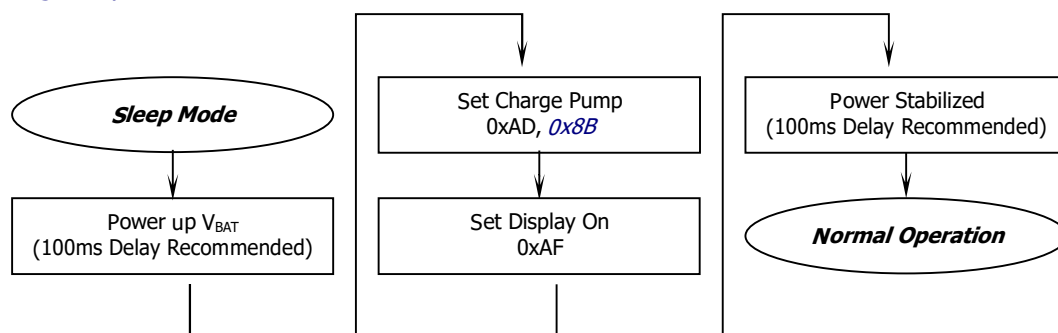 Sleep Mode
Power up VBAT
(100ms Delay Recommended)
Set Charge Pump
0xAD, 0x8B
Set Display On
0xAF
Power Stabilized
(100ms Delay Recommended)
Normal Operation